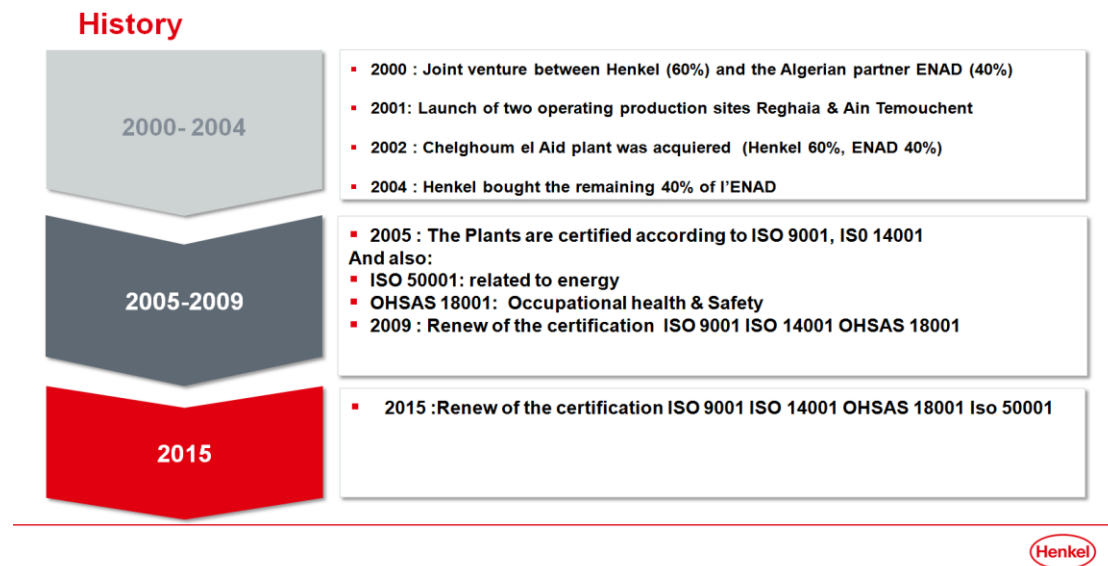 History
2000- 2004
▪ 2000 : Joint venture between Henkel (60%) and the Algerian partner ENAD (40%)
▪ 2001: Launch of two operating production sites Reghaia & Ain Temouchent
▪ 2002 : Chelghoum el Aid plant was acquiered (Henkel 60%, ENAD 40%)
▪ 2004 : Henkel bought the remaining 40% of l’ENAD
2005-2009
▪ 2005 : The Plants are certified according to ISO 9001, IS0 14001
And also:
▪ ISO 50001: related to energy
▪ OHSAS 18001: Occupational health & Safety
▪ 2009 : Renew of the certification ISO 9001 ISO 14001 OHSAS 18001
2015
▪ 2015 :Renew of the certification ISO 9001 ISO 14001 OHSAS 18001 Iso 50001
Henkel